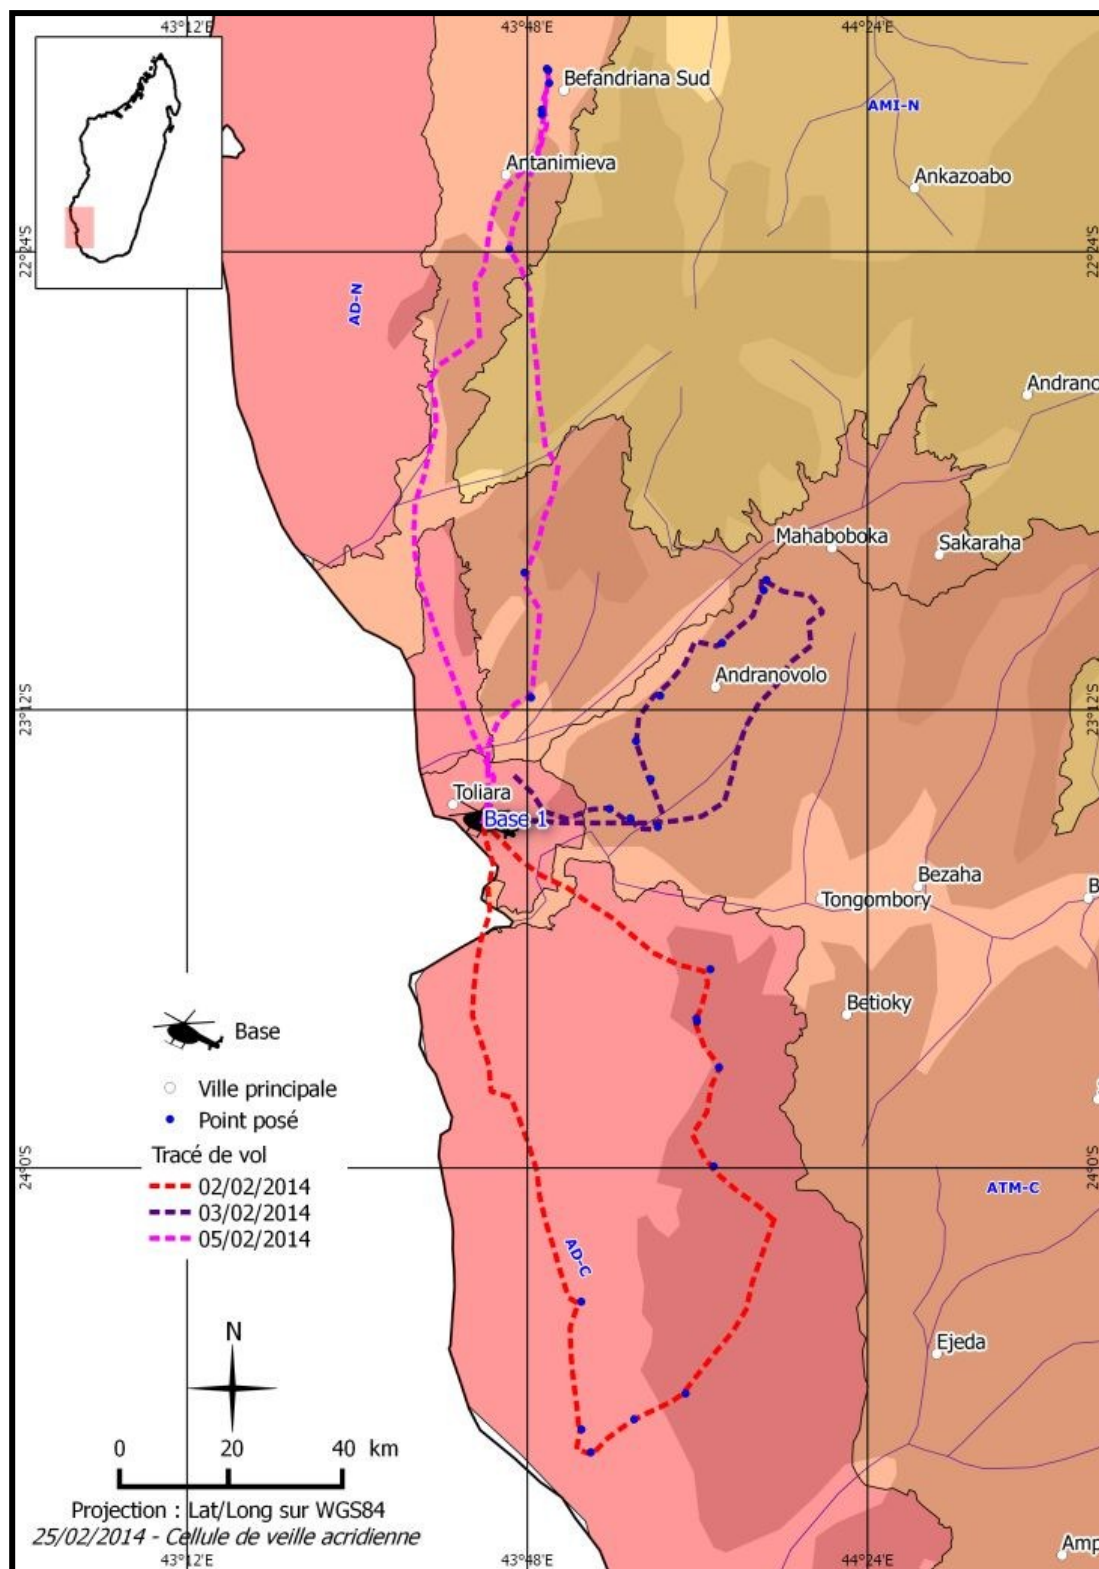 43°12'E 43°48'E 44°24'E
Befandriana Sud
AMI-N
Antanimieva
Ankazoabo
22°24'S 22°24'S
AD-N
Andrano
Mahaboboka
Sakaraha
Andranovolo
23°12'S 23°12'S
Toliara
Base 1
Bezaha
B
Tongombory
Betioky
Base
Ville principale
Point posé
Tracé de vol
02/02/2014
03/02/2014
05/02/2014
24°0'S 24°0'S
ATM-C
AD-C
N
Ejeda
0 20 40 km
Projection : Lat/Long sur WGS84
25/02/2014 - Cellule de veille acridienne
Amp
43°12'E 43°48'E 44°24'E